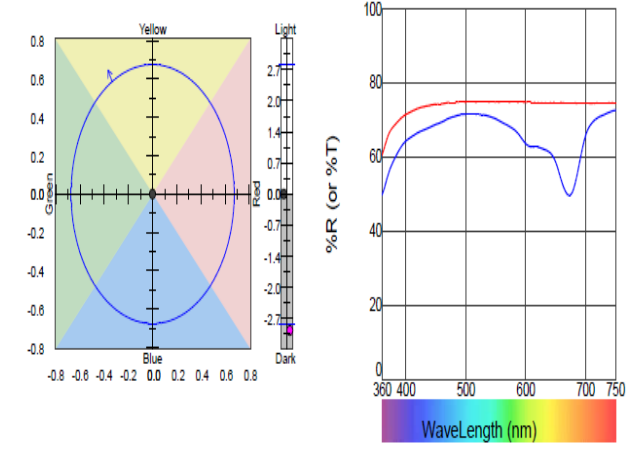 Yellow
Light
0.8
0.6
0.4
0.2
0.0
-0.2
-0.4
-0.6
-0.8
Green
Red
Blue
-0.8 -0.6 -0.4 -0.2 0.0 0.2 0.4 0.6 0.8
2.7
2.0
1.4
0.7
0.0
-0.7
-1.4
-2.0
-2.7
Dark
%R (or %T)
100
80
60
40
20
0
360 400 500 600 700 750
WaveLength (nm)